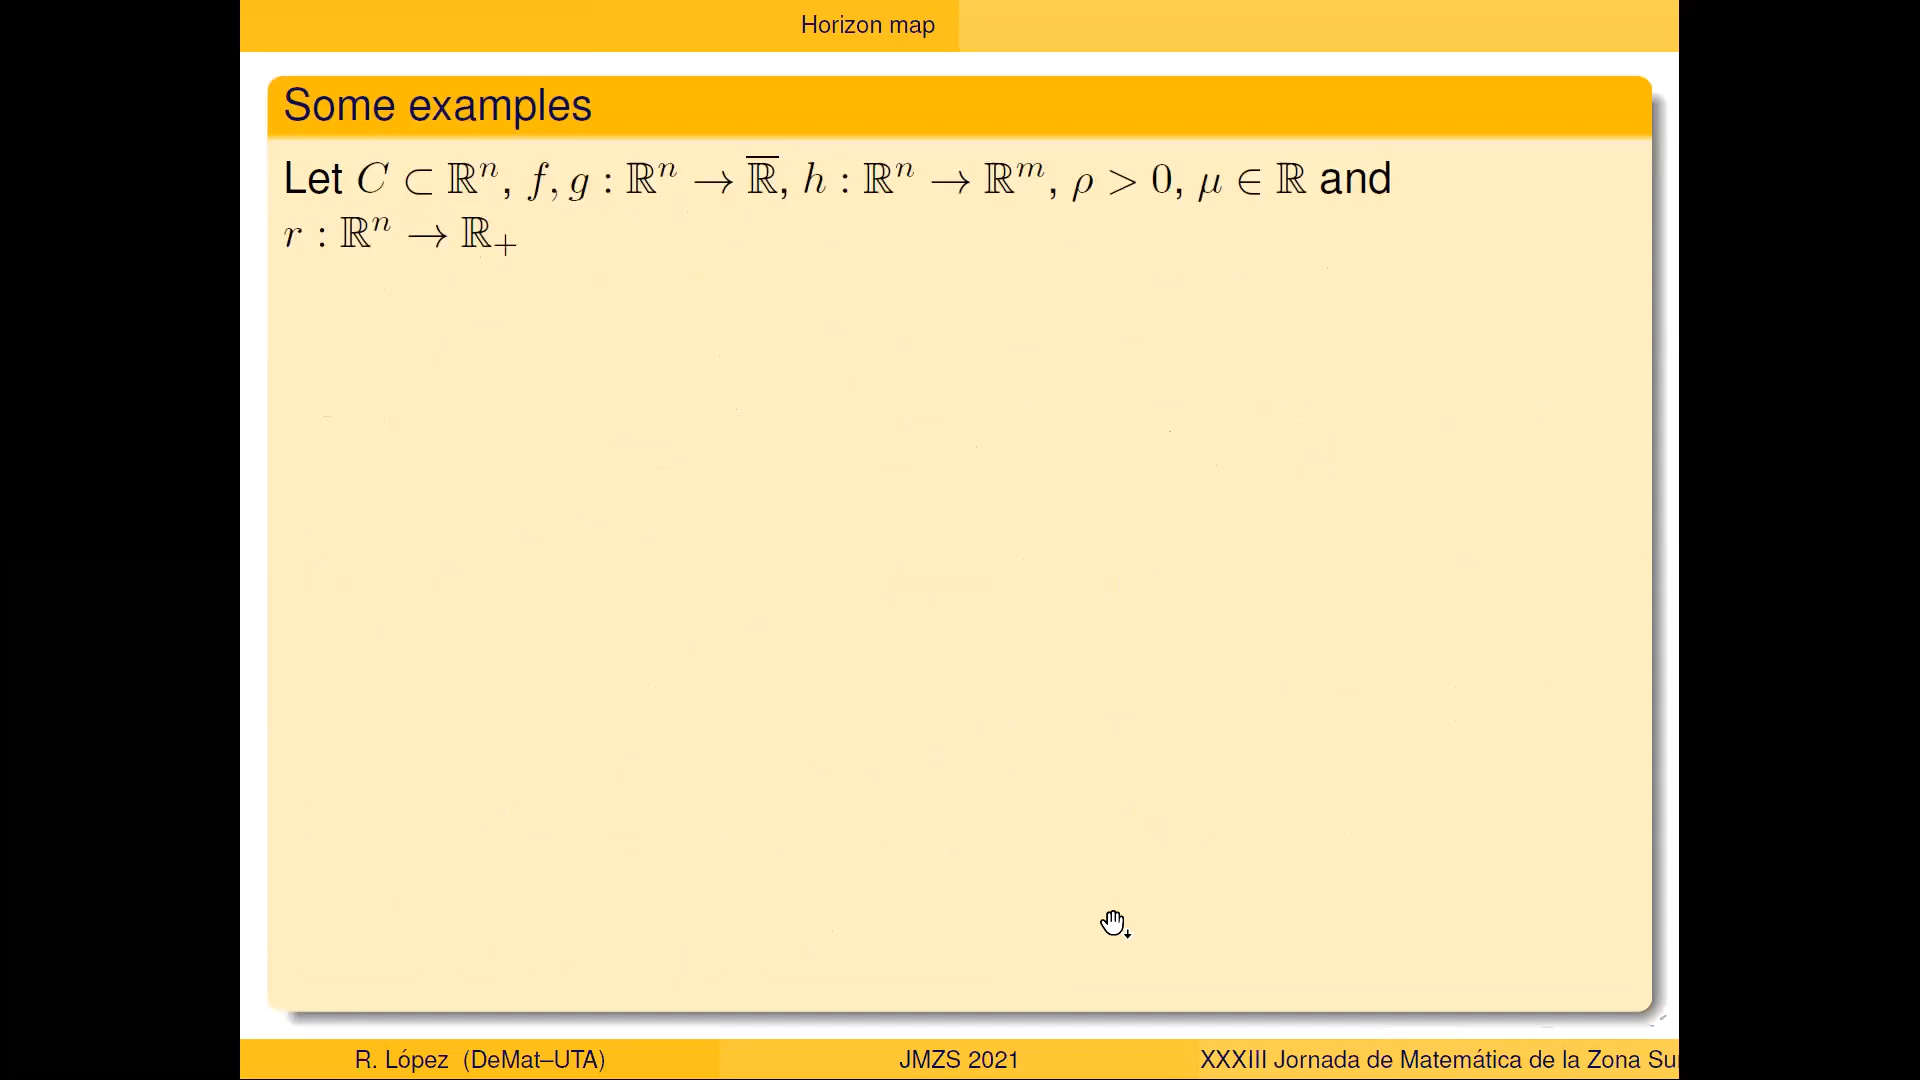 Horizon map
Some examples
Let C ⊂ ℝⁿ, f, g : ℝⁿ → ℝ̅, h : ℝⁿ → ℝᵐ, ρ > 0, μ ∈ ℝ and
r : ℝⁿ → ℝ₊
R. López (DeMat–UTA)
JMZS 2021
XXXIII Jornada de Matemática de la Zona Su